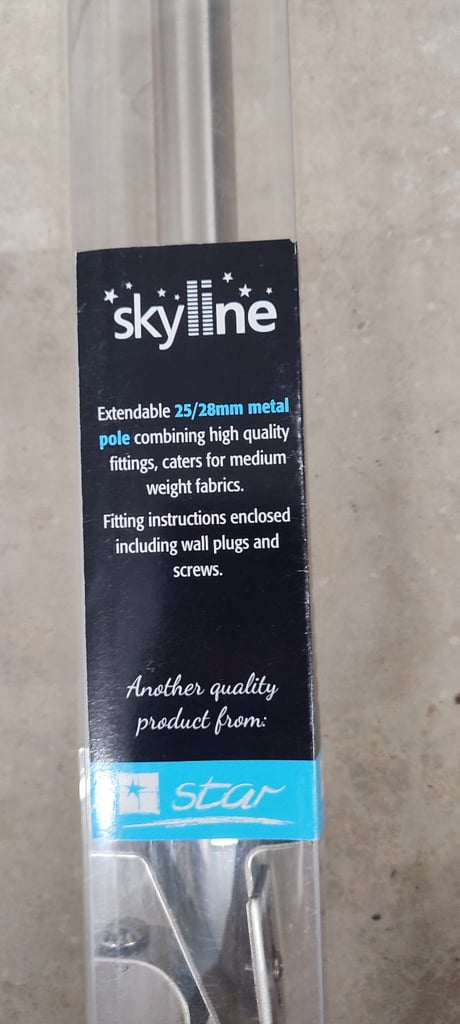 skyline
Extendable 25/28mm metal
pole combining high quality
fittings, caters for medium
weight fabrics.
Fitting instructions enclosed
including wall plugs and
screws.
Another quality
product from:
star